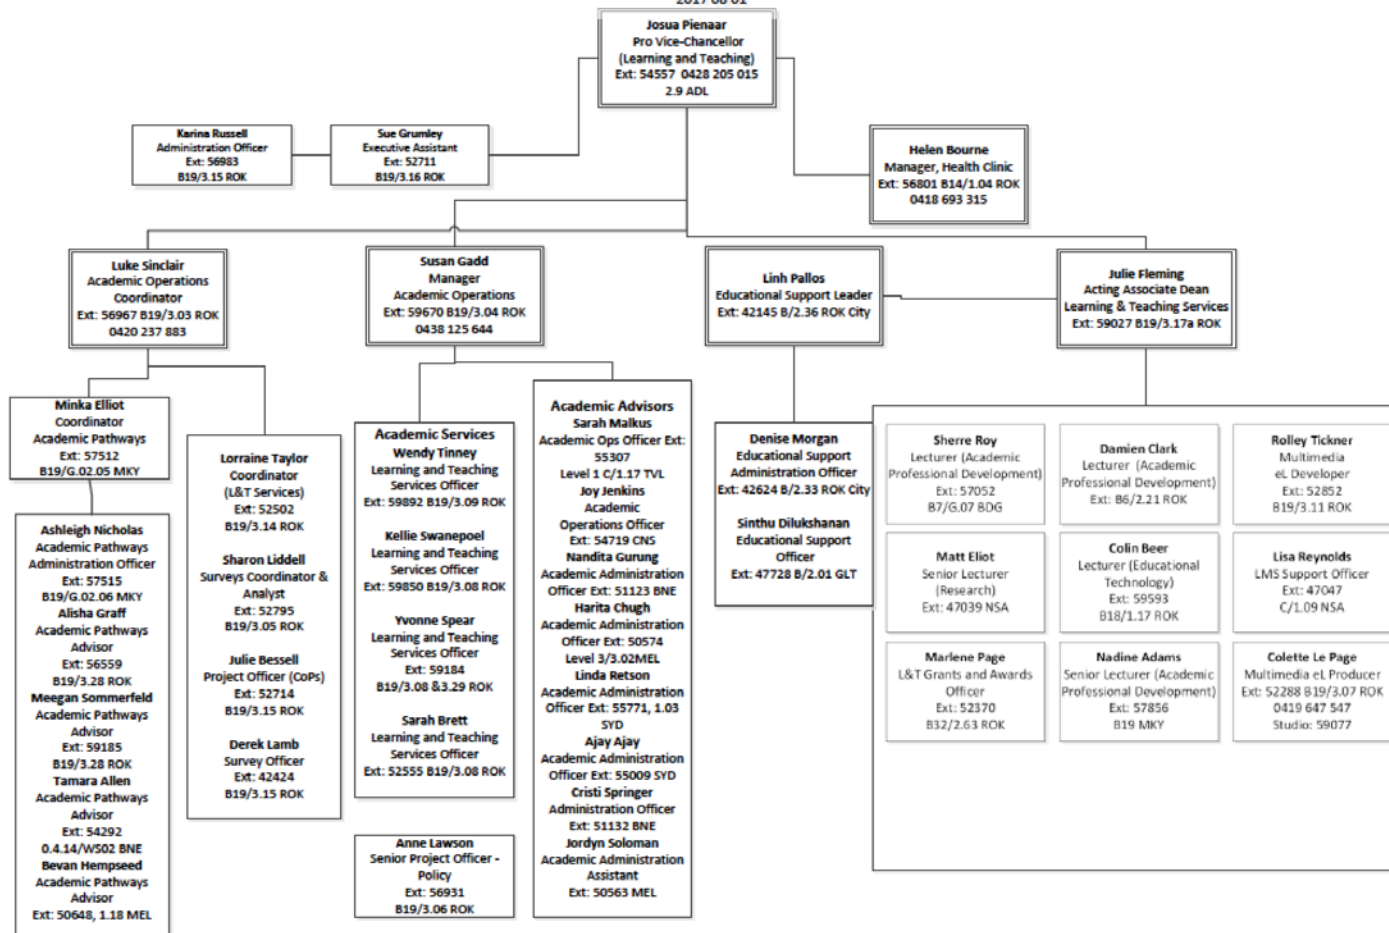 2017 08 01
Josua Pienaar
Pro Vice-Chancellor
(Learning and Teaching)
Ext: 54557 0428 205 015
2.9 ADL
Karina Russell
Administration Officer
Ext: 56983
B19/3.15 ROK
Sue Grumley
Executive Assistant
Ext: 52711
B19/3.16 ROK
Helen Bourne
Manager, Health Clinic
Ext: 56801 B14/1.04 ROK
0418 693 315
Luke Sinclair
Academic Operations
Coordinator
Ext: 56967 B19/3.03 ROK
0420 237 883
Susan Gadd
Manager
Academic Operations
Ext: 59670 B19/3.04 ROK
0438 125 644
Linh Pallos
Educational Support Leader
Ext: 42145 B/2.36 ROK City
Julie Fleming
Acting Associate Dean
Learning & Teaching Services
Ext: 59027 B19/3.17a ROK
Minka Elliot
Coordinator
Academic Pathways
Ext: 57512
B19/G.02.05 MKY
Ashleigh Nicholas
Academic Pathways
Administration Officer
Ext: 57515
B19/G.02.06 MKY
Alisha Graff
Academic Pathways
Advisor
Ext: 56559
B19/3.28 ROK
Meegan Sommerfeld
Academic Pathways
Advisor
Ext: 59185
B19/3.28 ROK
Tamara Allen
Academic Pathways
Advisor
Ext: 54292
0.4.14/WS02 BNE
Bevan Hempseed
Academic Pathways
Advisor
Ext: 50648, 1.18 MEL
Lorraine Taylor
Coordinator
(L&T Services)
Ext: 52502
B19/3.14 ROK
Sharon Liddell
Surveys Coordinator &
Analyst
Ext: 52795
B19/3.05 ROK
Julie Bessell
Project Officer (CoPs)
Ext: 52714
B19/3.15 ROK
Derek Lamb
Survey Officer
Ext: 42424
B19/3.15 ROK
Academic Services
Wendy Tinney
Learning and Teaching
Services Officer
Ext: 59892 B19/3.09 ROK
Kellie Swanepoel
Learning and Teaching
Services Officer
Ext: 59850 B19/3.08 ROK
Yvonne Spear
Learning and Teaching
Services Officer
Ext: 59184
B19/3.08 &3.29 ROK
Sarah Brett
Learning and Teaching
Services Officer
Ext: 52555 B19/3.08 ROK
Anne Lawson
Senior Project Officer -
Policy
Ext: 56931
B19/3.06 ROK
Academic Advisors
Sarah Malkus
Academic Ops Officer Ext:
55307
Level 1 C/1.17 TVL
Joy Jenkins
Academic
Operations Officer
Ext: 54719 CNS
Nandita Gurung
Academic Administration
Officer Ext: 51123 BNE
Harita Chugh
Academic Administration
Officer Ext: 50574
Level 3/3.02MEL
Linda Retson
Academic Administration
Officer Ext: 55771, 1.03
SYD
Ajay Ajay
Academic Administration
Officer Ext: 55009 SYD
Cristi Springer
Administration Officer
Ext: 51132 BNE
Jordyn Soloman
Academic Administration
Assistant
Ext: 50563 MEL
Denise Morgan
Educational Support
Administration Officer
Ext: 42624 B/2.33 ROK City
Sinthu Dilukshanan
Educational Support
Officer
Ext: 47728 B/2.01 GLT
Sherre Roy
Lecturer (Academic
Professional Development)
Ext: 57052
B7/G.07 BDG
Damien Clark
Lecturer (Academic
Professional Development)
Ext: B6/2.21 ROK
Rolley Tickner
Multimedia
eL Developer
Ext: 52852
B19/3.11 ROK
Matt Eliot
Senior Lecturer
(Research)
Ext: 47039 NSA
Colin Beer
Lecturer (Educational
Technology)
Ext: 59593
B18/1.17 ROK
Lisa Reynolds
LMS Support Officer
Ext: 47047
C/1.09 NSA
Marlene Page
L&T Grants and Awards
Officer
Ext: 52370
B32/2.63 ROK
Nadine Adams
Senior Lecturer (Academic
Professional Development)
Ext: 57856
B19 MKY
Colette Le Page
Multimedia eL Producer
Ext: 52288 B19/3.07 ROK
0419 647 547
Studio: 59077